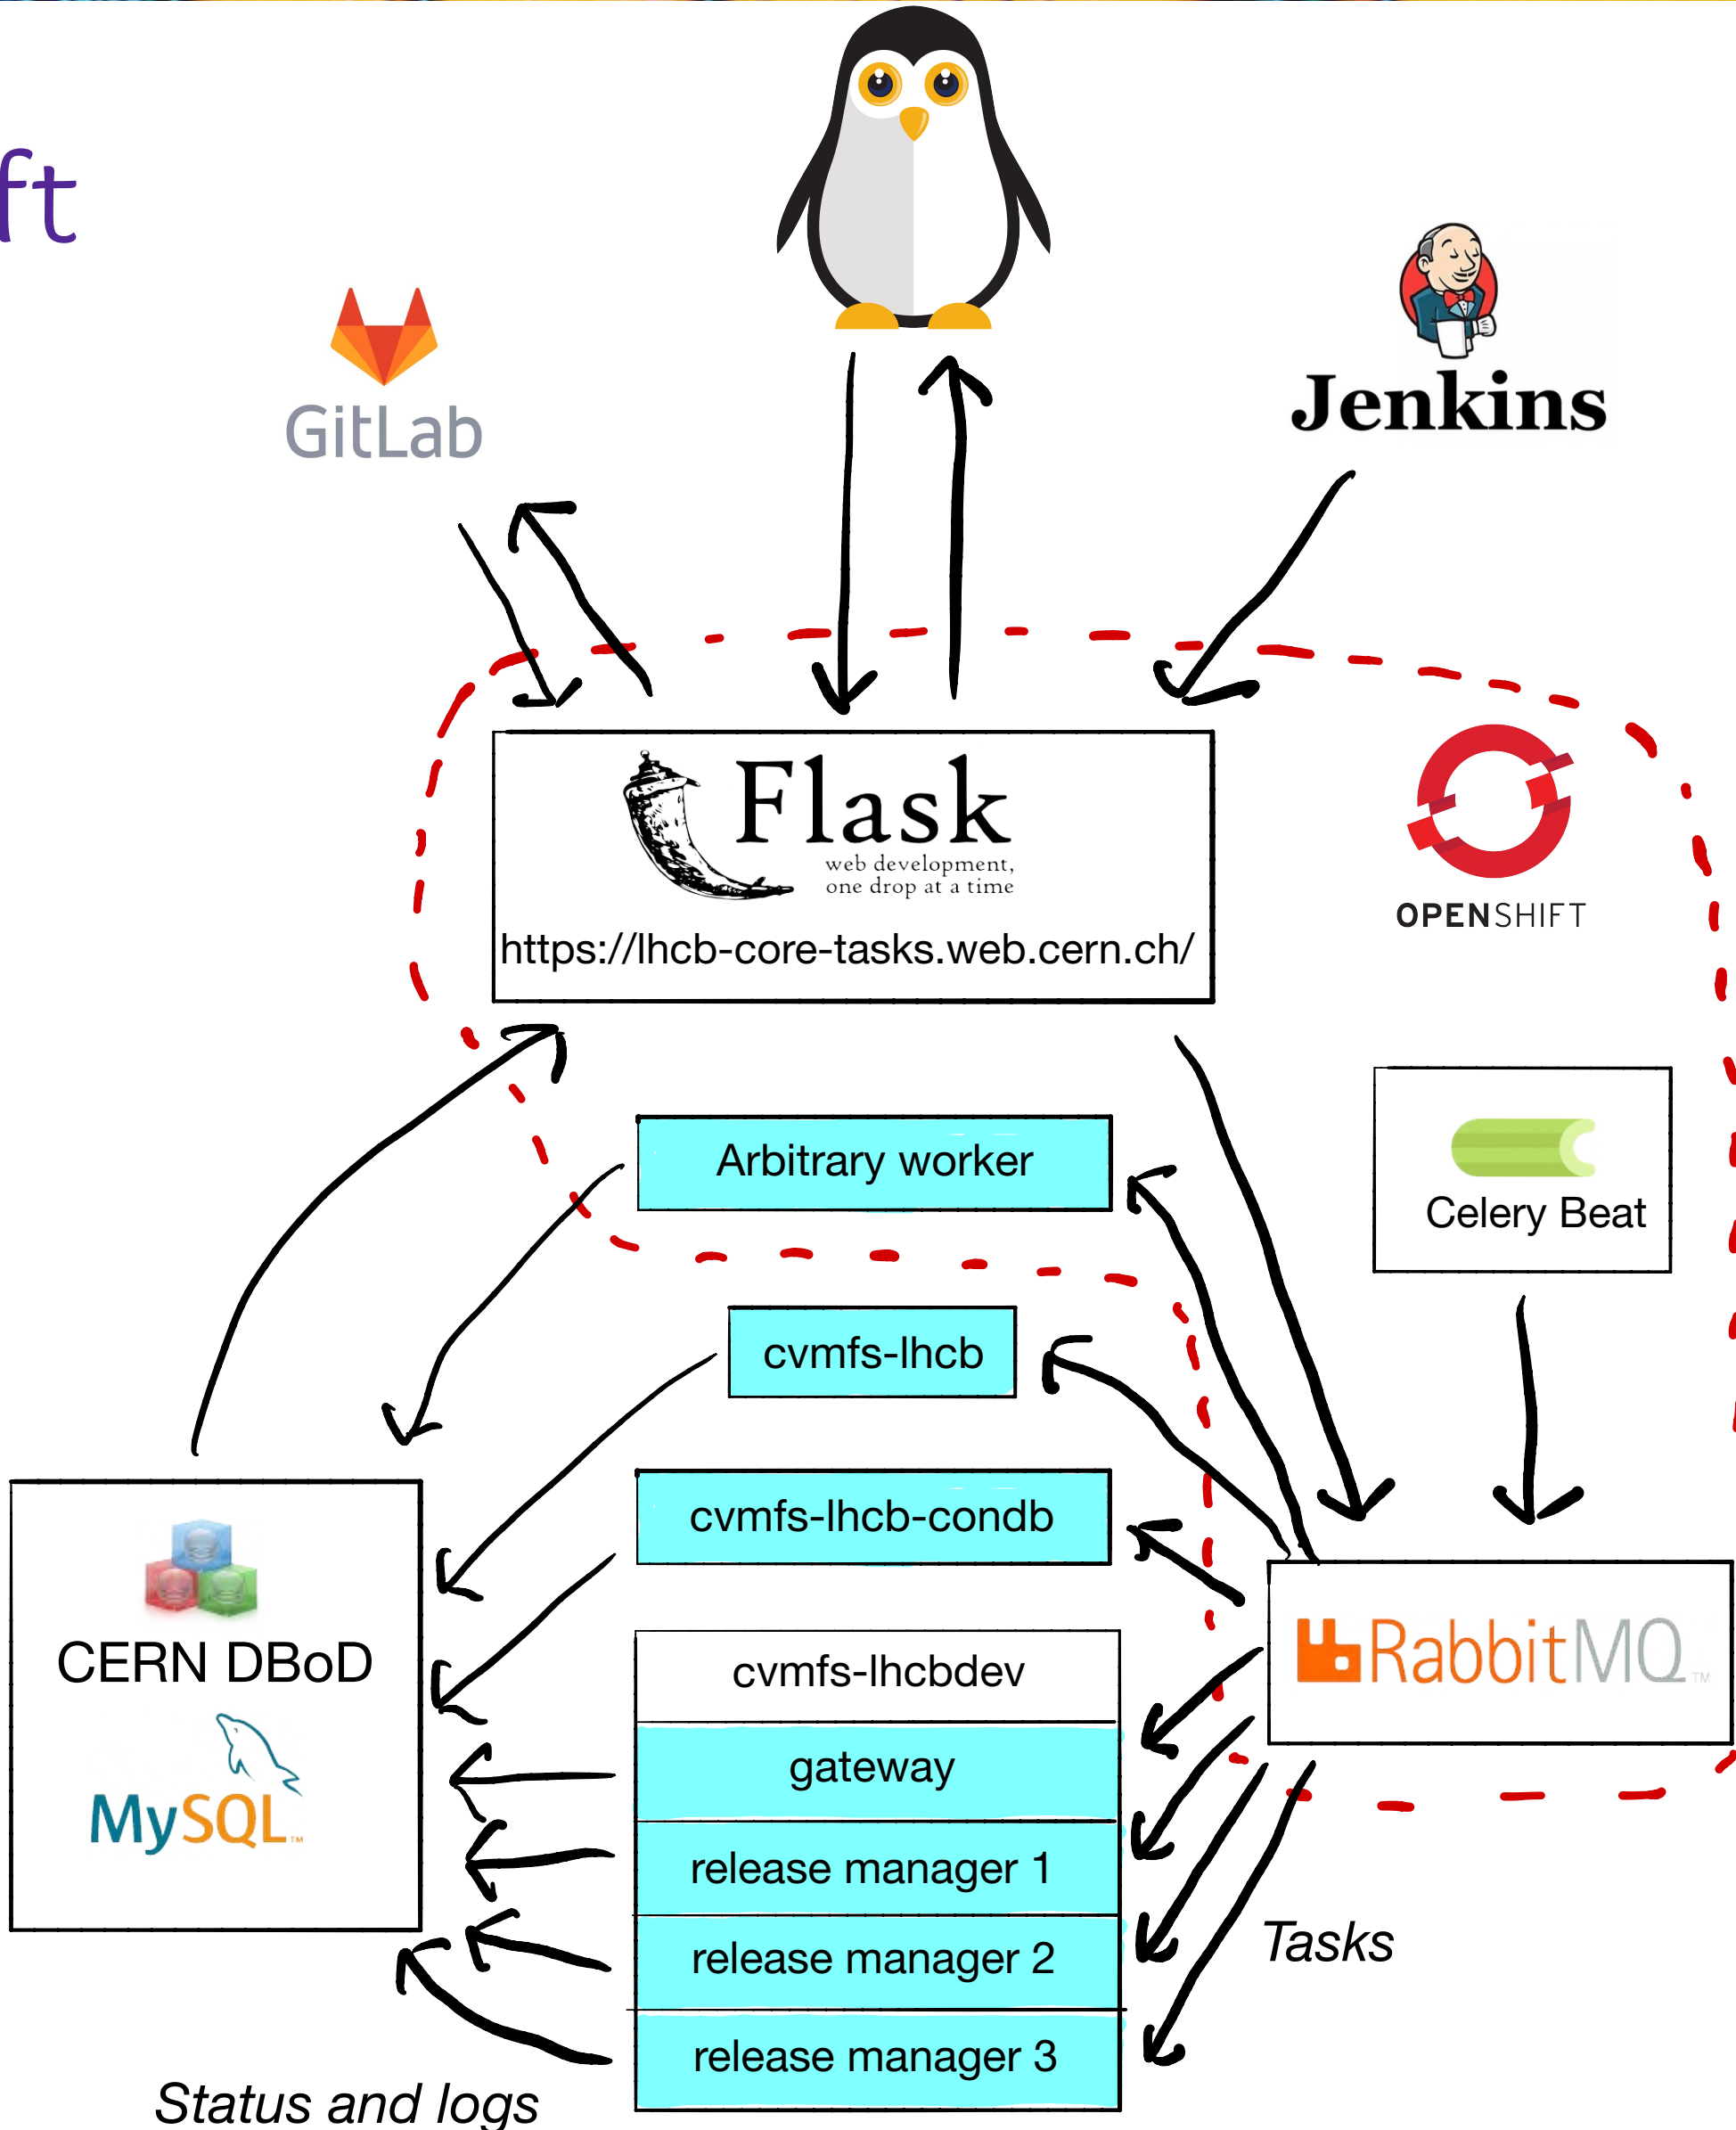 ft
GitLab
Jenkins
Flask
web development,
one drop at a time
https://lhcb-core-tasks.web.cern.ch/
OPENSHIFT
Arbitrary worker
Celery Beat
cvmfs-lhcb
cvmfs-lhcb-condb
CERN DBoD
MySQL™
RabbitMQ™
cvmfs-lhcbdev
gateway
release manager 1
release manager 2
release manager 3
Tasks
Status and logs